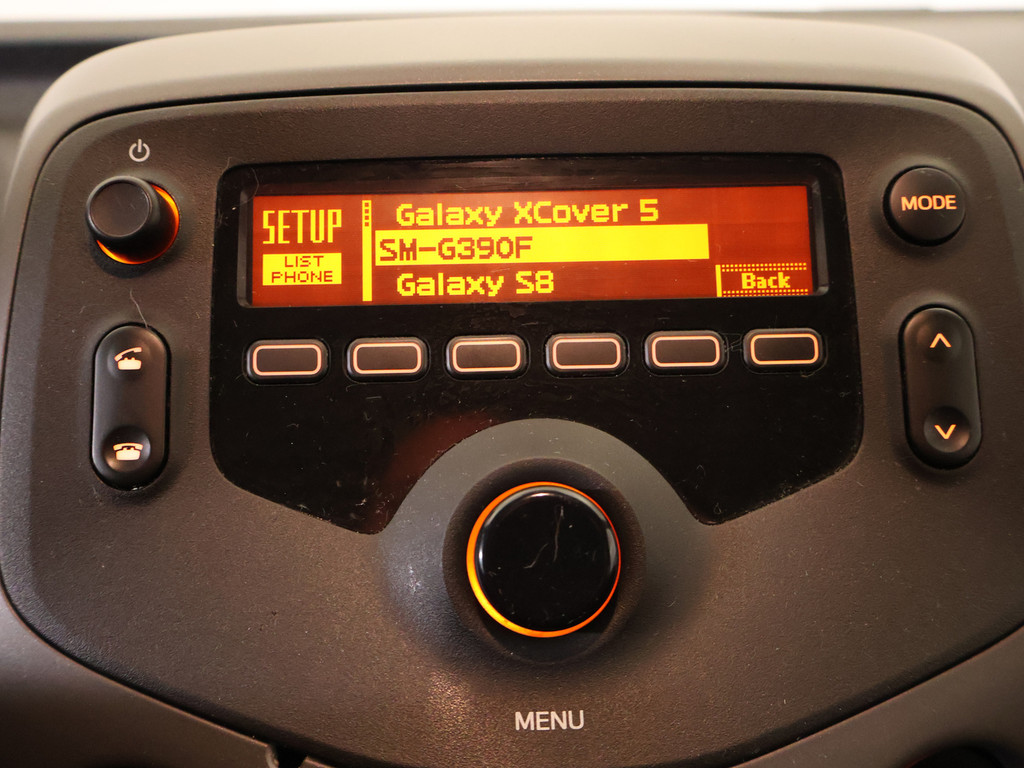 SETUP
LIST
PHONE
Galaxy XCover 5
SM-G390F
Galaxy S8
Back
MODE
MENU